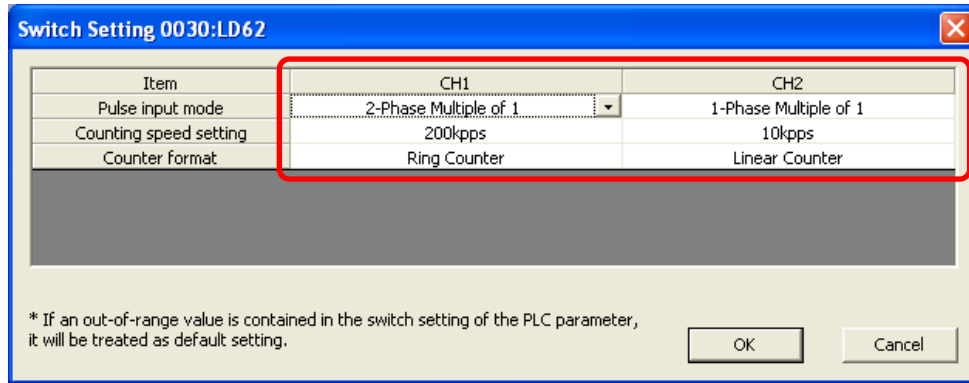 Switch Setting 0030:LD62
Item CH1 CH2
Pulse input mode 2-Phase Multiple of 1 1-Phase Multiple of 1
Counting speed setting 200kpps 10kpps
Counter format Ring Counter Linear Counter
* If an out-of-range value is contained in the switch setting of the PLC parameter,
it will be treated as default setting.
OK Cancel